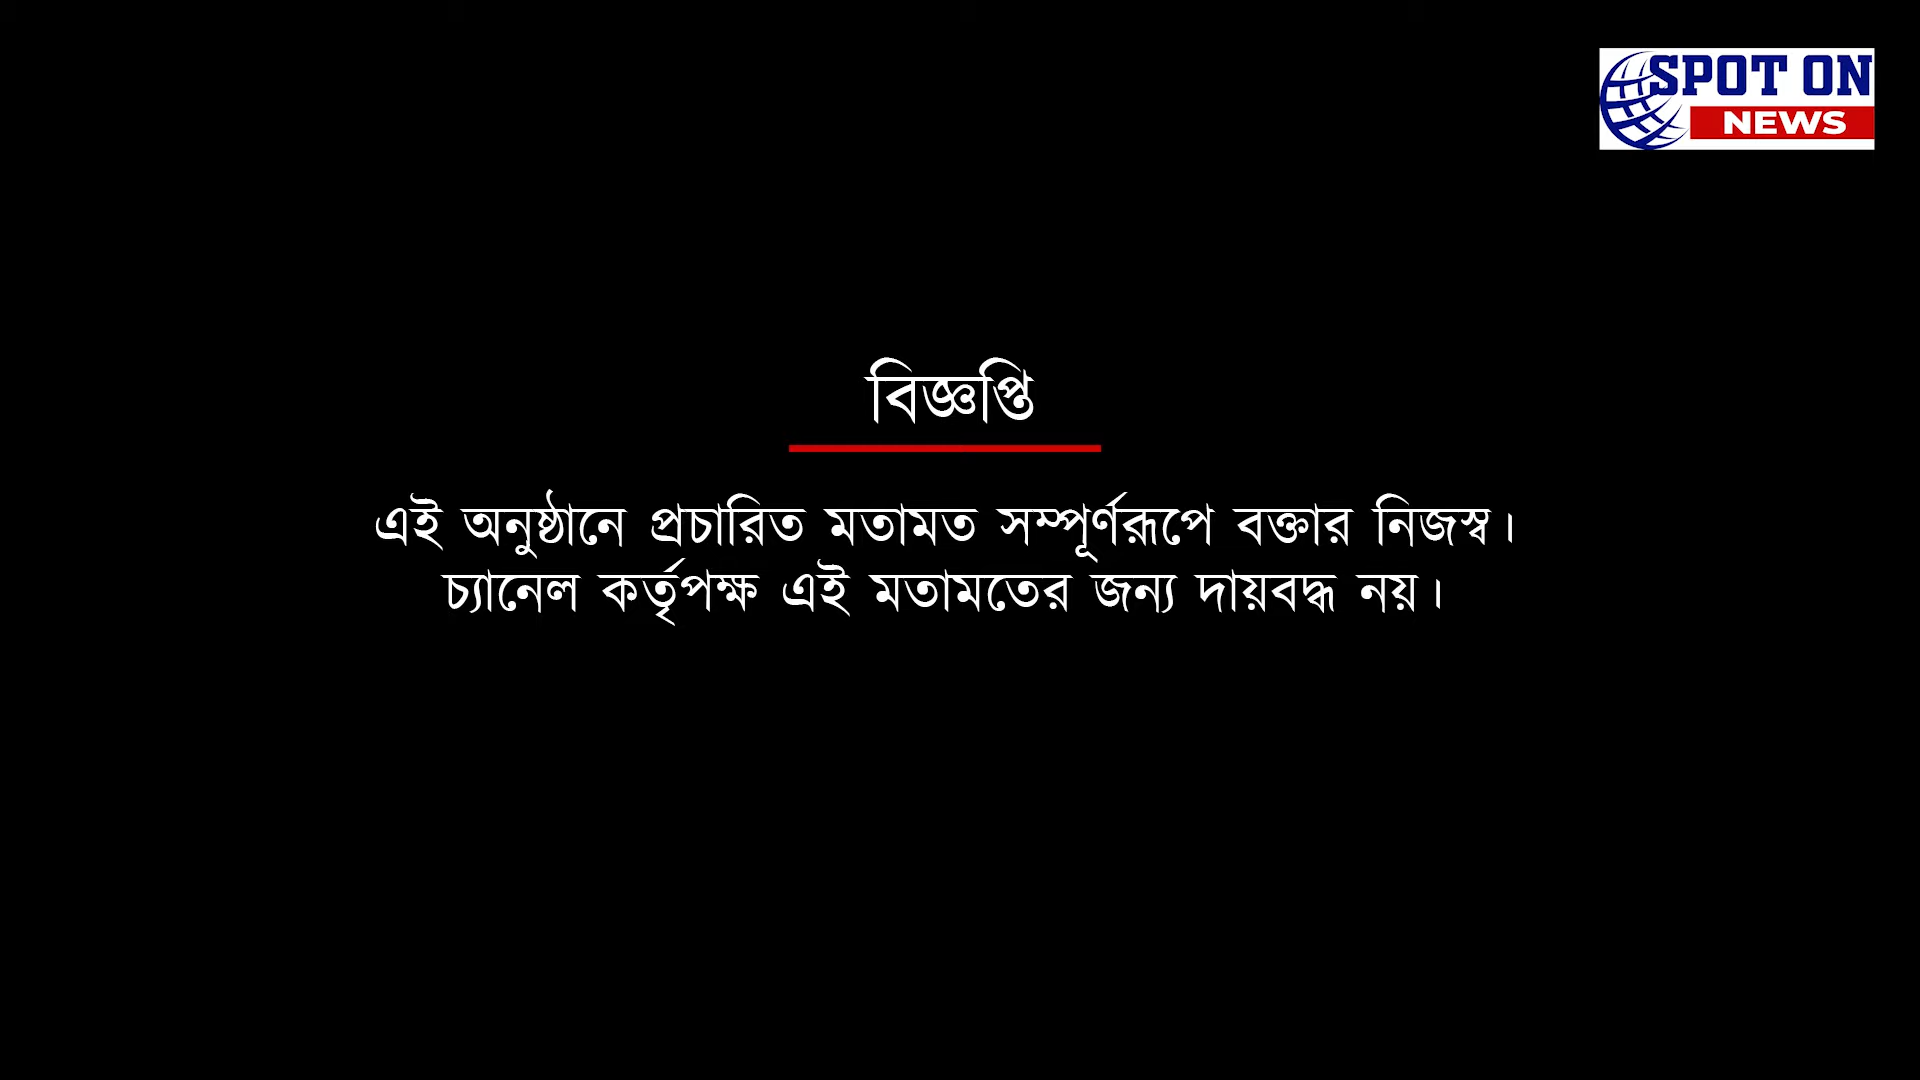 SPOT ON
NEWS
বিজ্ঞপ্তি
এই অনুষ্ঠানে প্রচারিত মতামত সম্পূর্ণরূপে বক্তার নিজস্ব।
চ্যানেল কর্তৃপক্ষ এই মতামতের জন্য দায়বদ্ধ নয়।